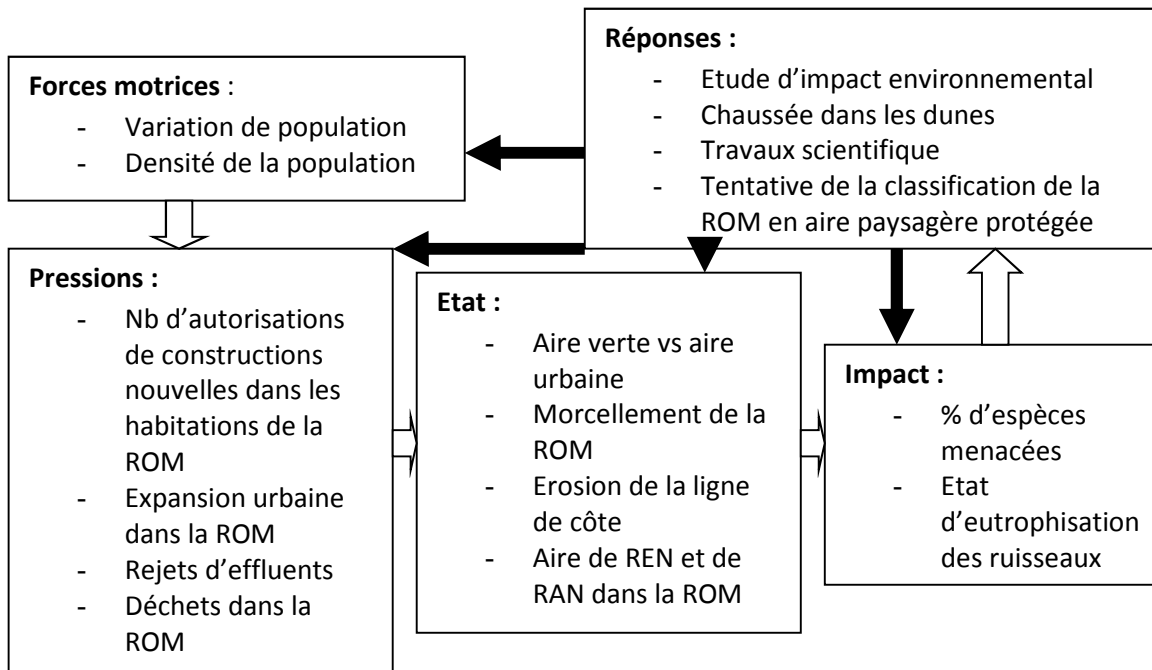 Forces motrices :
- Variation de population
- Densité de la population
Réponses :
- Etude d'impact environnemental
- Chaussée dans les dunes
- Travaux scientifique
- Tentative de la classification de la
ROM en aire paysagère protégée
Pressions :
- Nb d'autorisations
de constructions
nouvelles dans les
habitations de la
ROM
- Expansion urbaine
dans la ROM
- Rejets d'effluents
- Déchets dans la
ROM
Etat :
- Aire verte vs aire
urbaine
- Morcellement de la
ROM
- Erosion de la ligne
de côte
- Aire de REN et de
RAN dans la ROM
Impact :
- % d'espèces
menacées
- Etat
d'eutrophisation
des ruisseaux